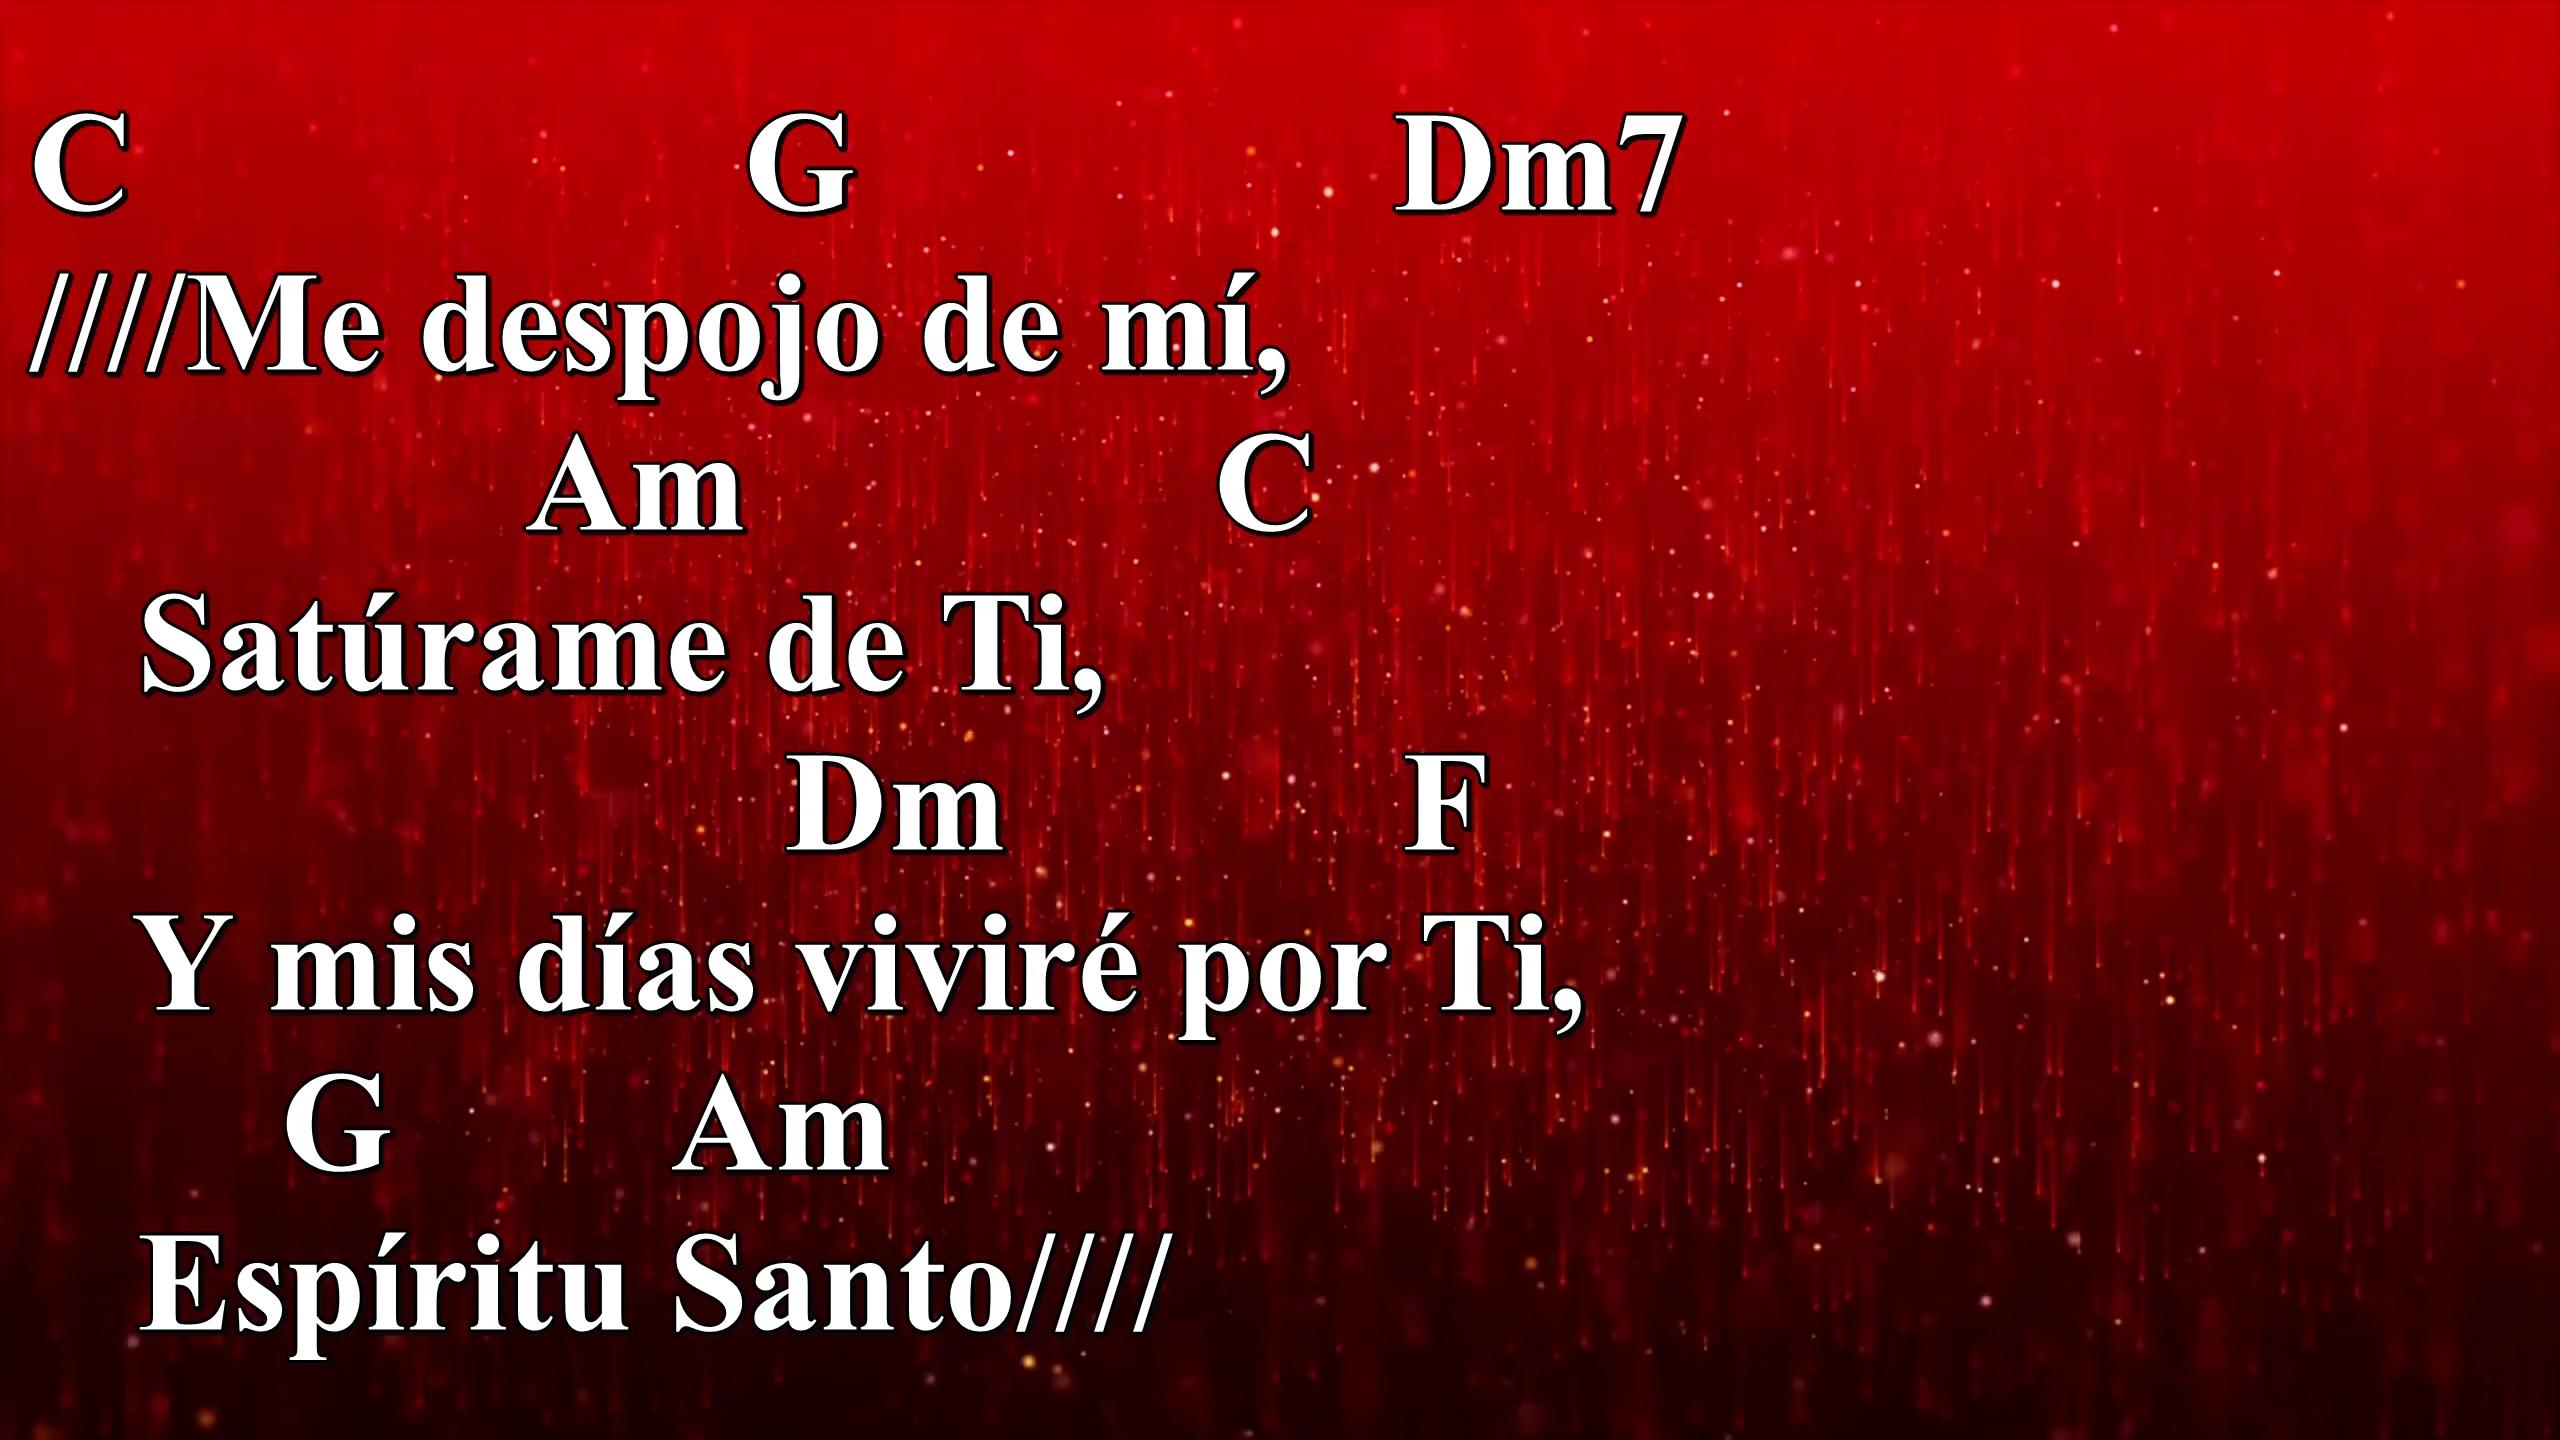 C G Dm7
////Me despojo de mí,
Am C
Satúrame de Ti,
Dm F
Y mis días viviré por Ti,
G Am
Espíritu Santo////